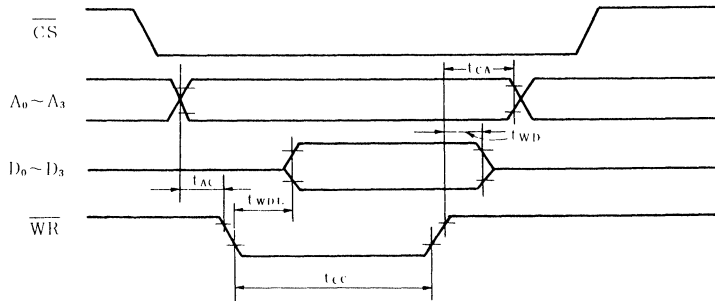 CS
tCA
A0~A3
tWD
D0~D3
tAC
tWDL
WR
tCC